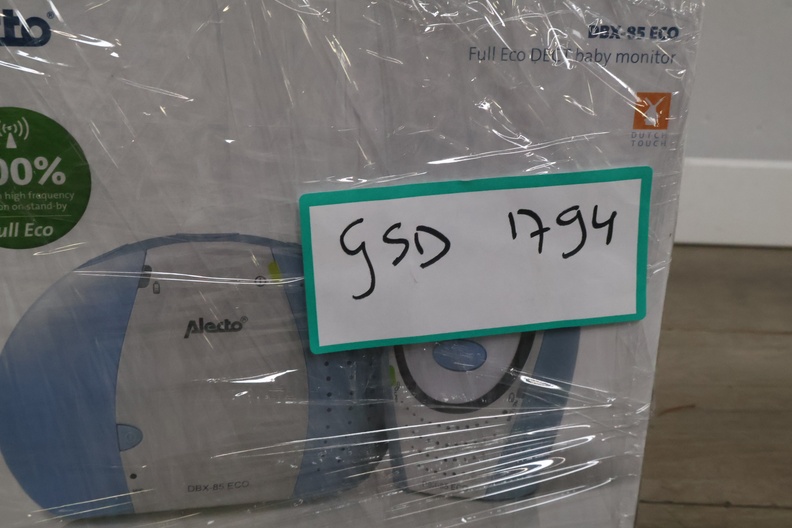 DBX-85 ECO
Full Eco DECT baby monitor
DUTCH
TOUCH
00%
high frequency
on stand-by
ull Eco
GSD 1794
Alecto
DBX-85 ECO